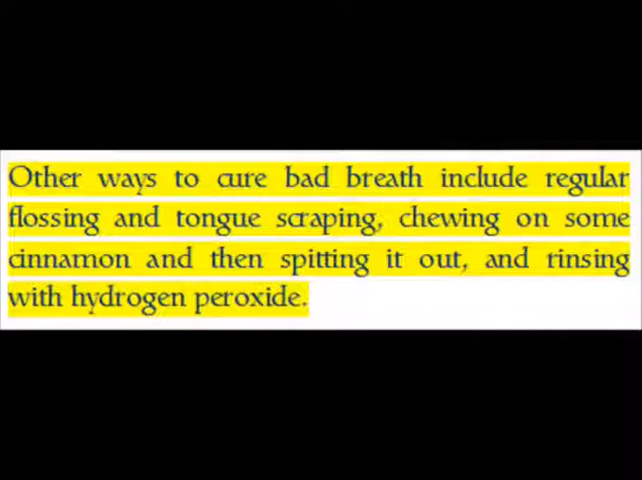 Other ways to cure bad breath include regular
flossing and tongue scraping, chewing on some
cinnamon and then spitting it out, and rinsing
with hydrogen peroxide.